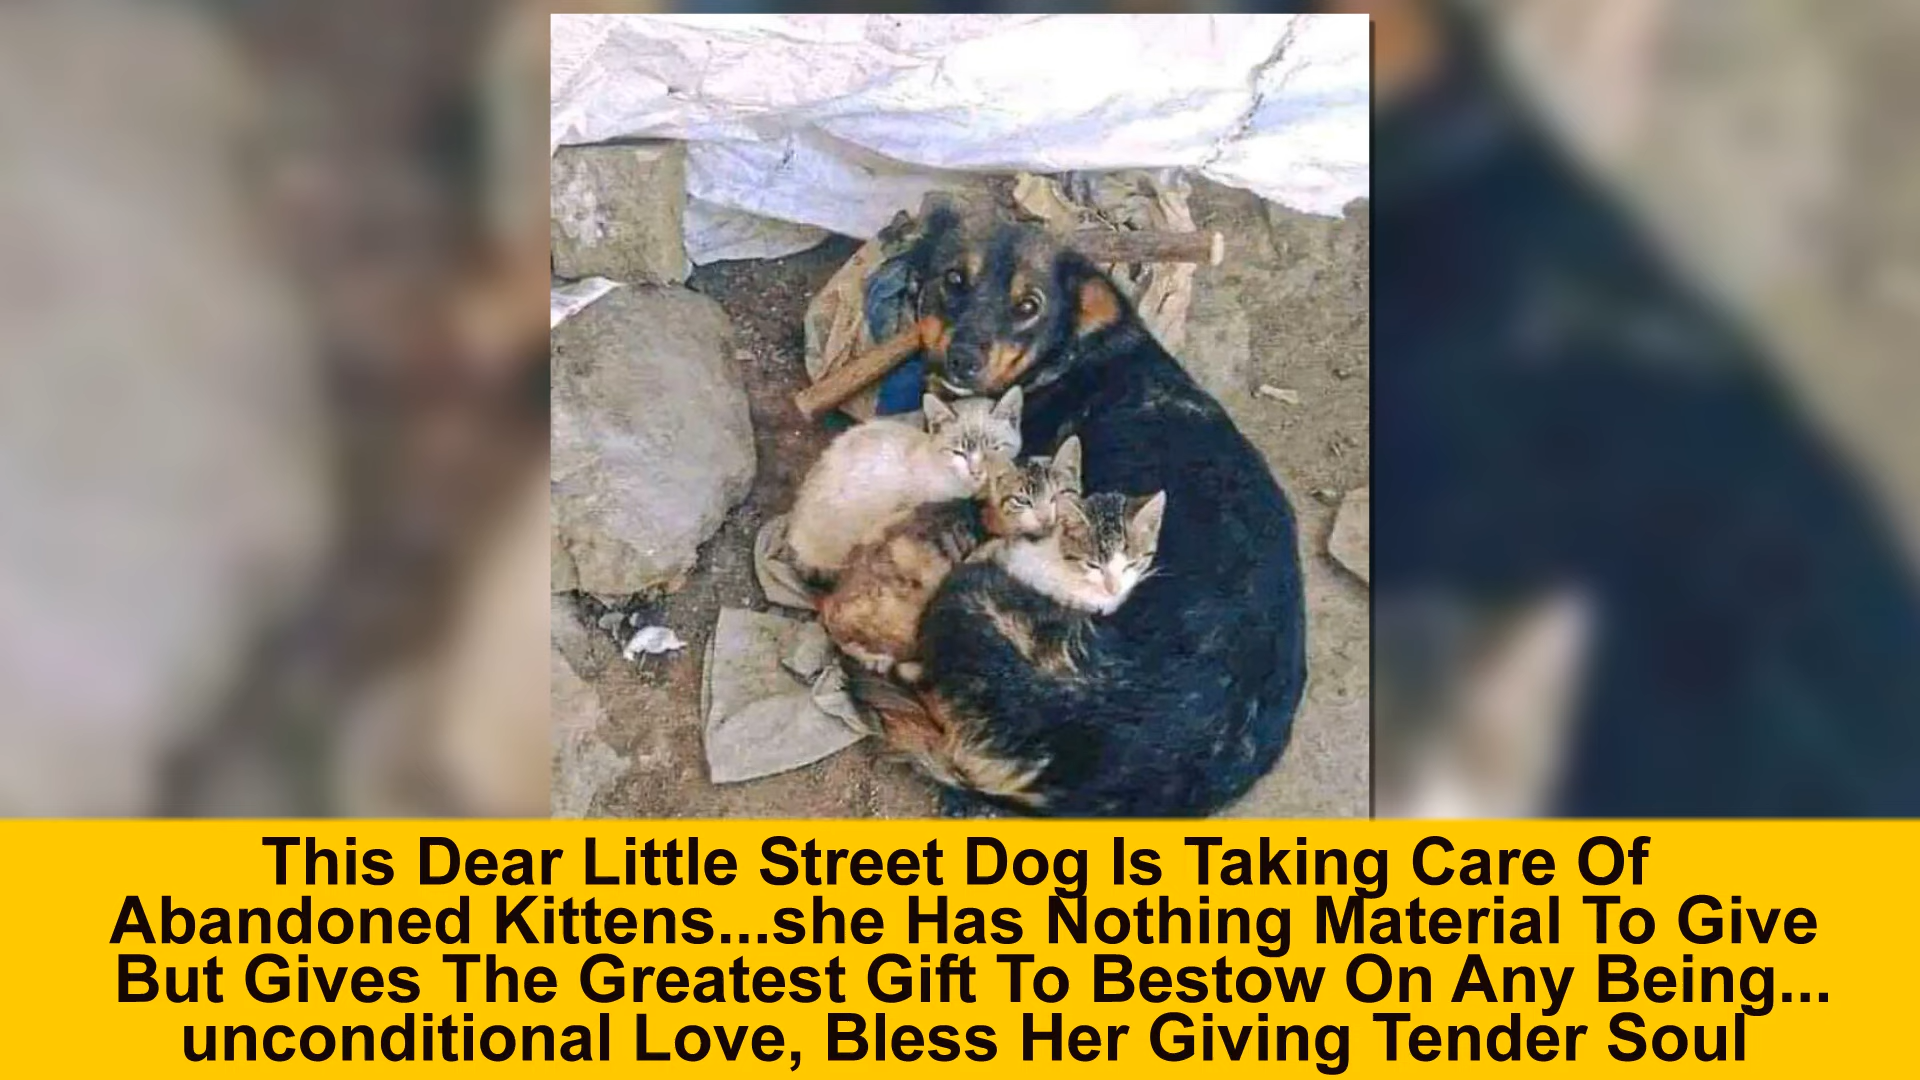 This Dear Little Street Dog Is Taking Care Of
Abandoned Kittens...she Has Nothing Material To Give
But Gives The Greatest Gift To Bestow On Any Being...
unconditional Love, Bless Her Giving Tender Soul